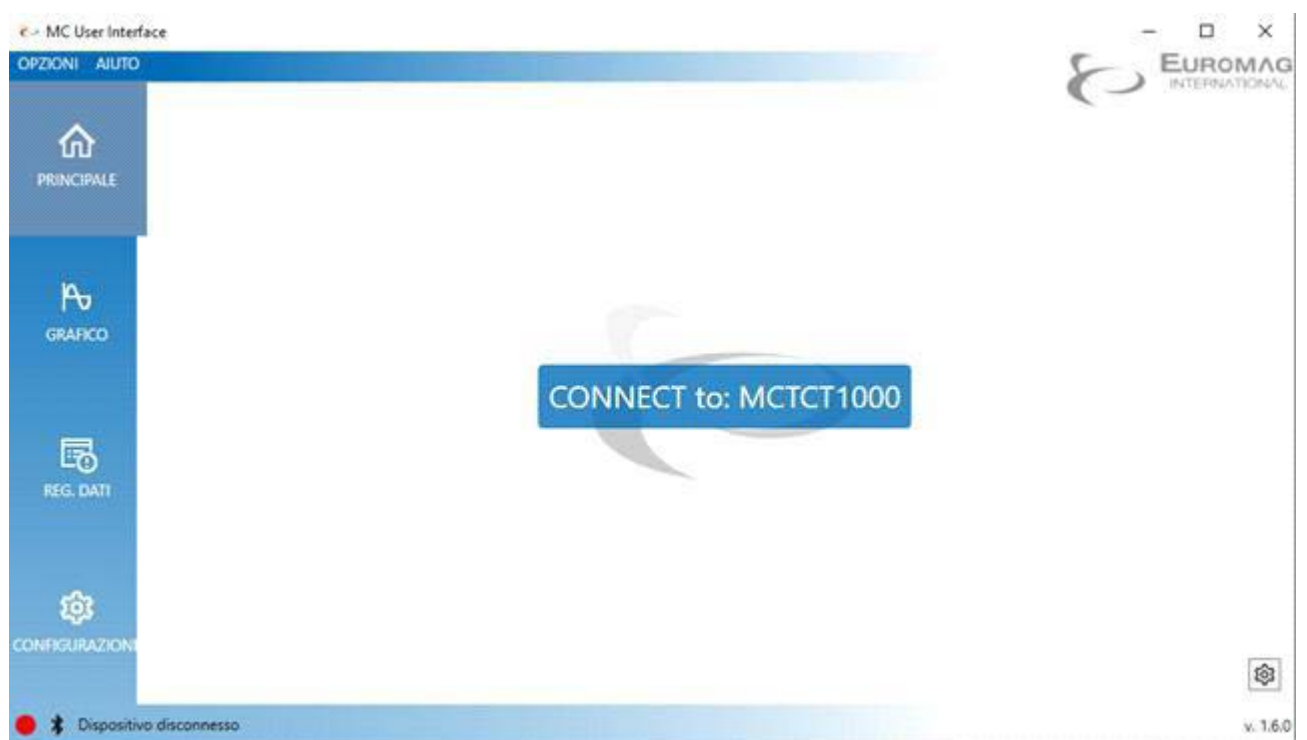 MC User Interface
OPZIONI AIUTO
EUROMAG
INTERNATIONAL
PRINCIPALE
GRAFICO
CONNECT to: MCTCT1000
REG. DATI
CONFIGURAZIONI
Dispositivo disconnesso
v. 1.6.0